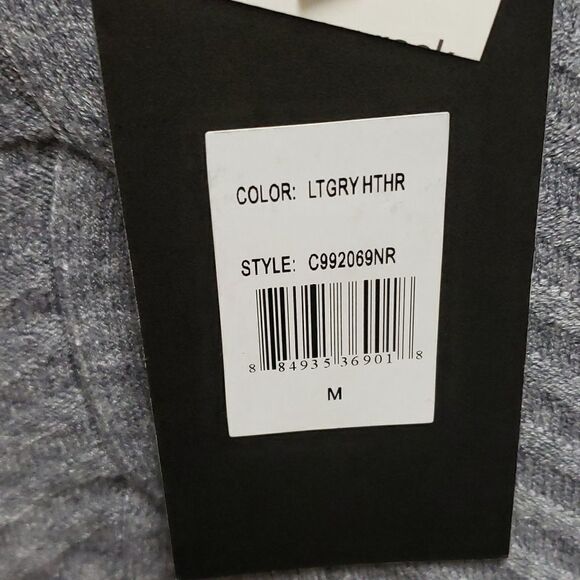 COLOR: LTGRY HTHR
STYLE: C992069NR
8 84935 36901 8
M